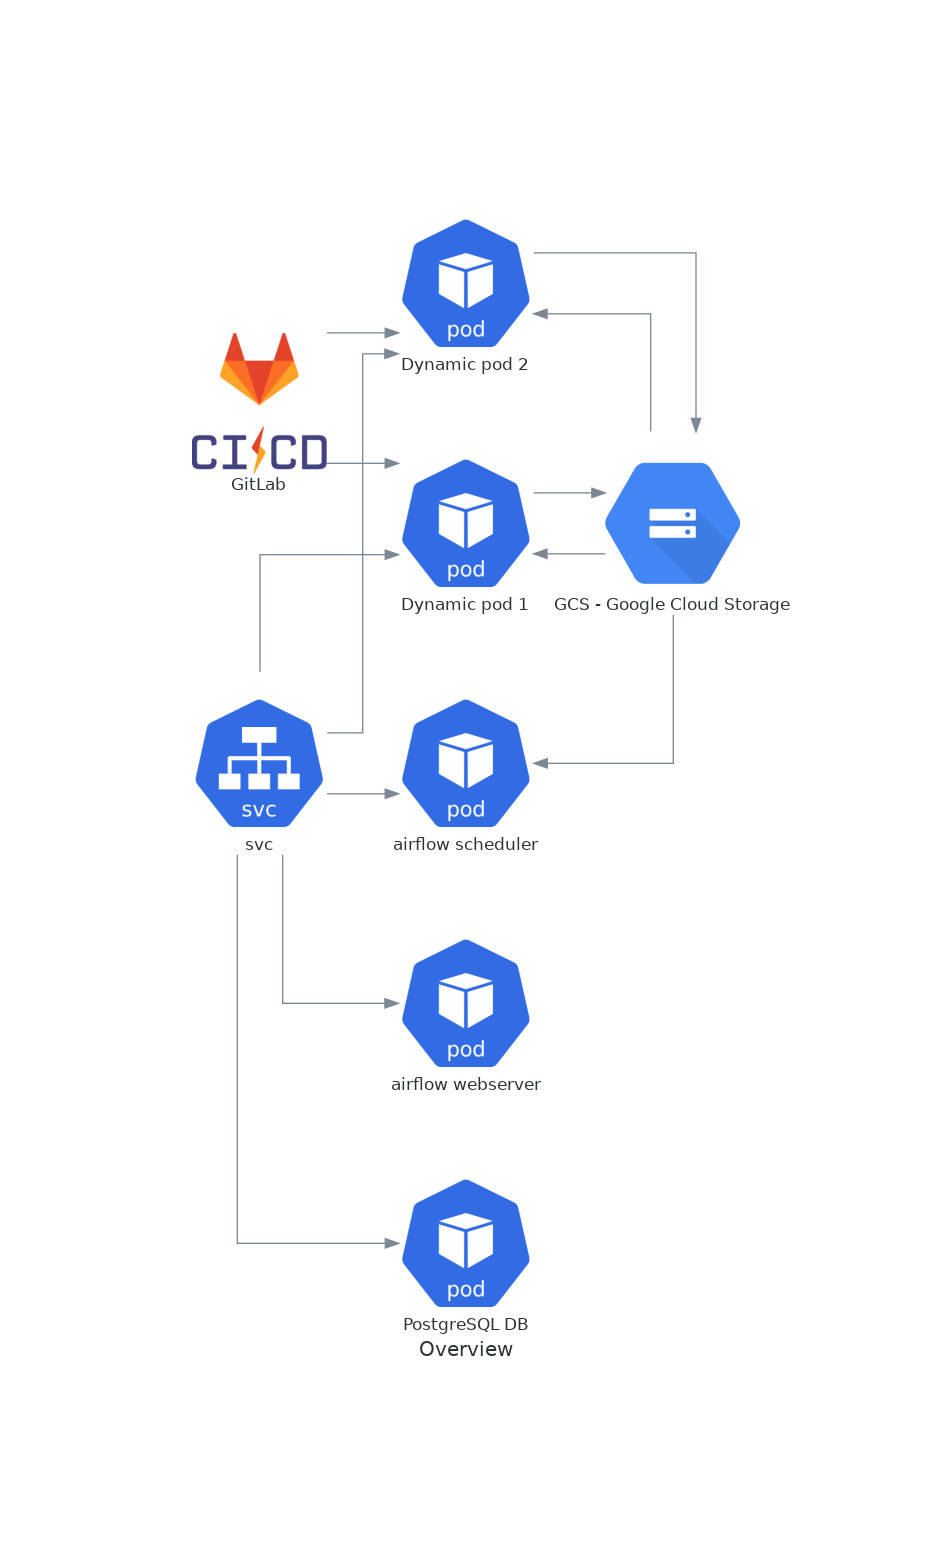 pod
Dynamic pod 2
CI CD
GitLab
pod
Dynamic pod 1
GCS - Google Cloud Storage
svc
svc
pod
airflow scheduler
pod
airflow webserver
pod
PostgreSQL DB
Overview